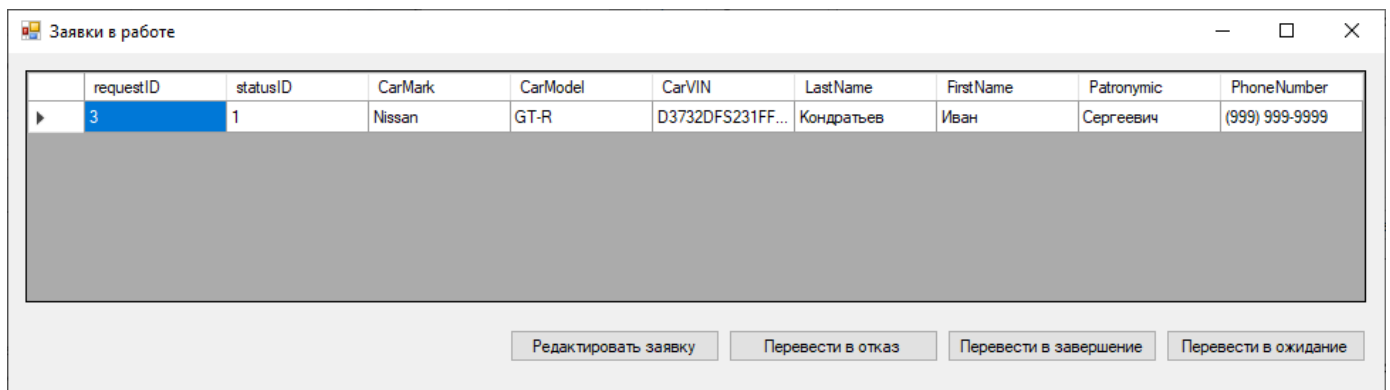 Заявки в работе
requestID statusID CarMark CarModel CarVIN LastName FirstName Patronymic PhoneNumber
3 1 Nissan GT-R D3732DFS231FF... Кондратьев Иван Сергеевич (999) 999-9999
Редактировать заявку Перевести в отказ Перевести в завершение Перевести в ожидание